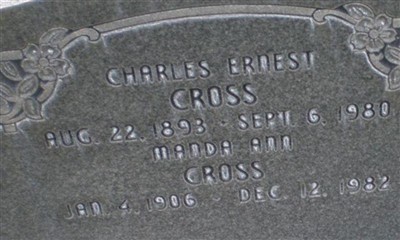 CHARLES ERNEST
CROSS
AUG. 22. 1893 - SEPT 6. 1980
MANDA ANN
CROSS
JAN. 4. 1906 - DEC. 12. 1982